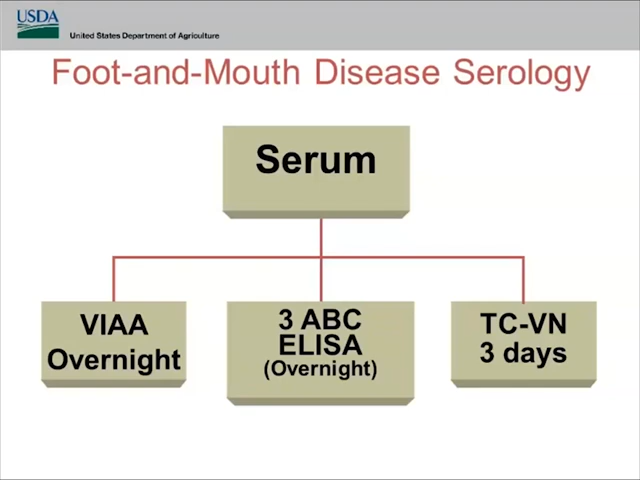 USDA
United States Department of Agriculture
Foot-and-Mouth Disease Serology
Serum
VIAA
Overnight
3 ABC
ELISA
(Overnight)
TC-VN
3 days